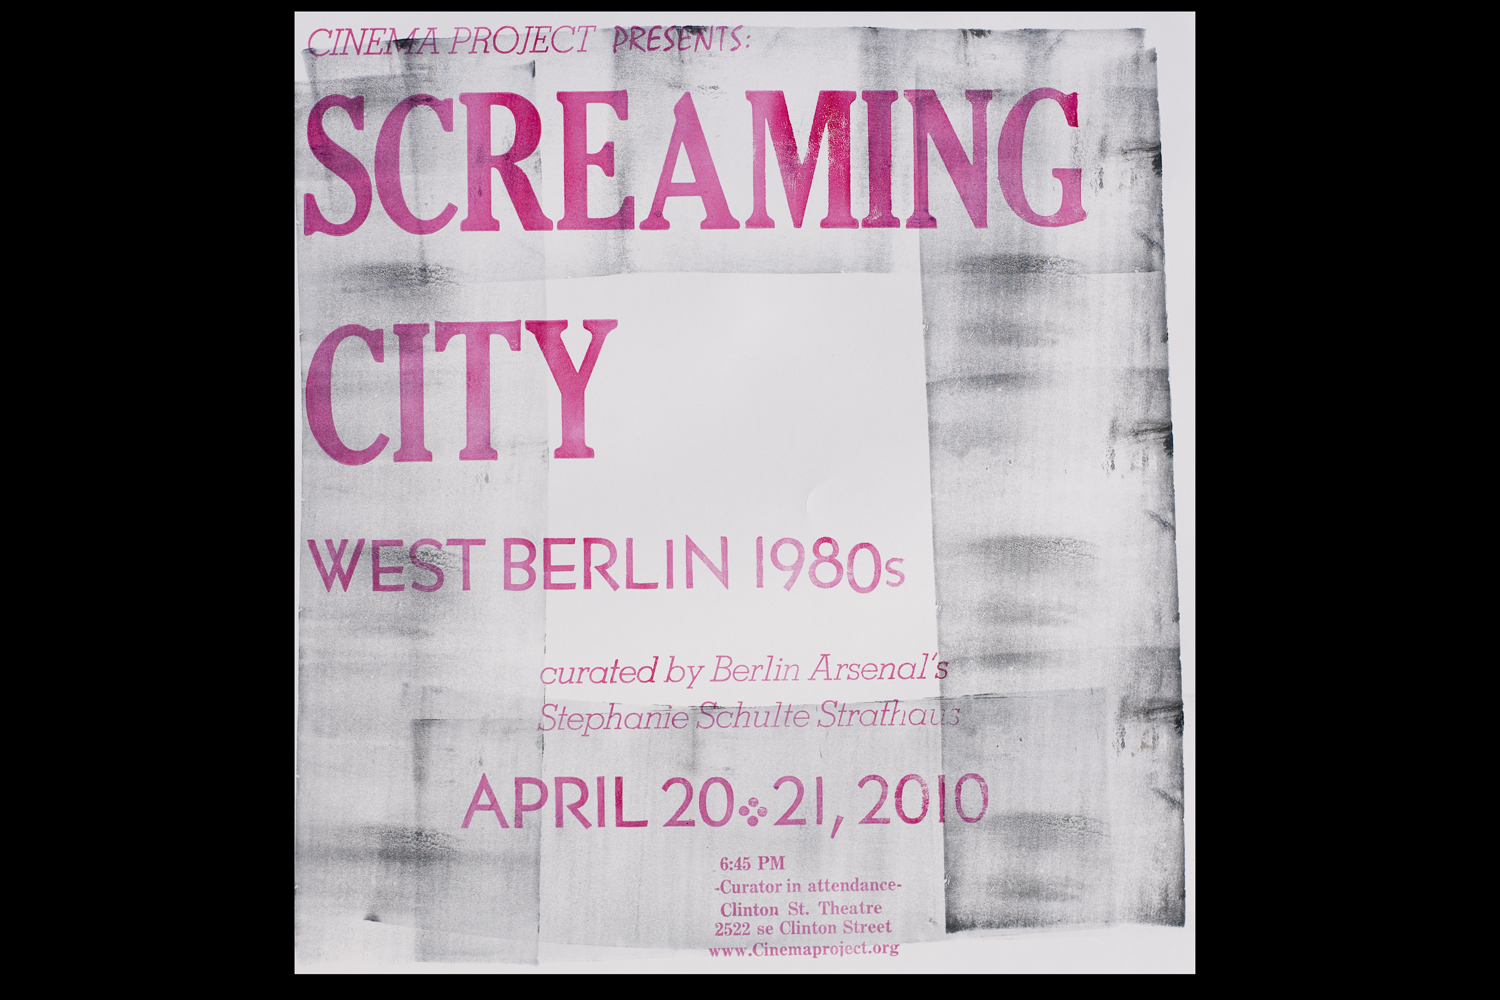 CINEMA PROJECT PRESENTS:
SCREAMING
CITY
WEST BERLIN 1980s
curated by Berlin Arsenal's
Stephanie Schulte Strathaus
APRIL 20 21, 2010
6:45 PM
-Curator in attendance-
Clinton St. Theatre
2522 se Clinton Street
www.Cinemaproject.org